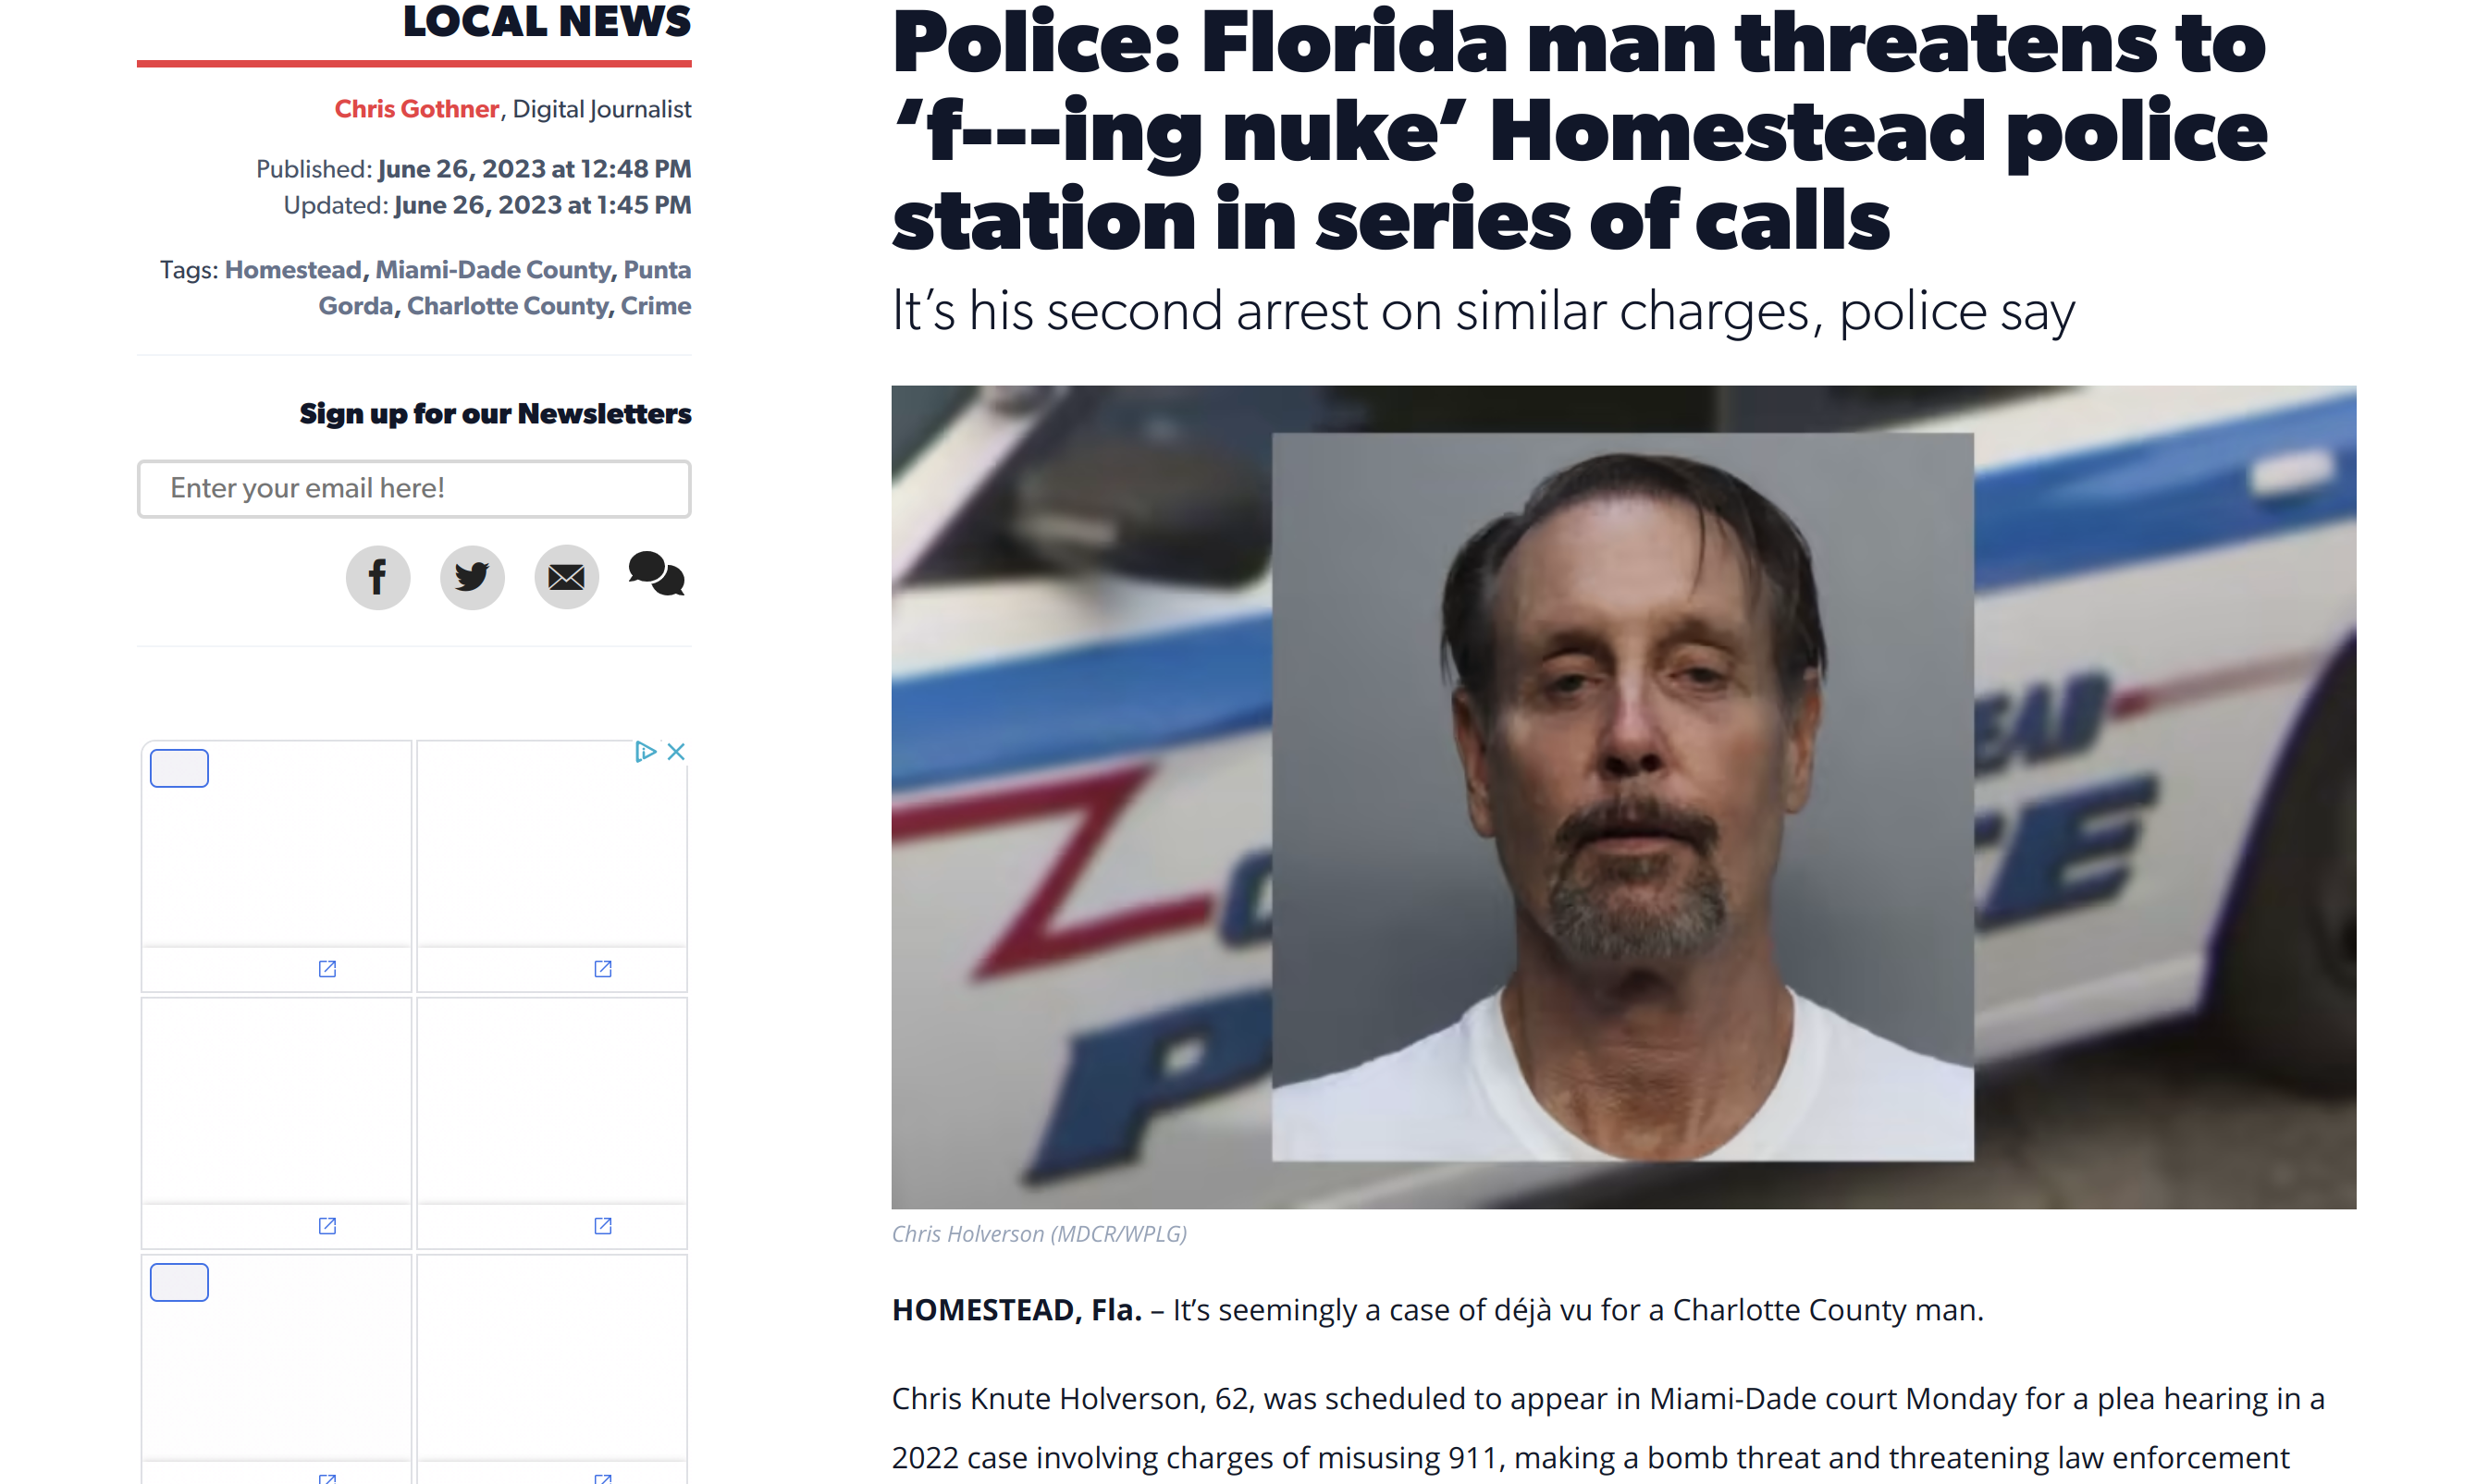 LOCAL NEWS
Chris Gothner, Digital Journalist
Published: June 26, 2023 at 12:48 PM
Updated: June 26, 2023 at 1:45 PM
Tags: Homestead, Miami-Dade County, Punta
Gorda, Charlotte County, Crime
Sign up for our Newsletters
Enter your email here!
Police: Florida man threatens to
‘f---ing nuke’ Homestead police
station in series of calls
It’s his second arrest on similar charges, police say
Chris Holverson (MDCR/WPLG)
HOMESTEAD, Fla. – It’s seemingly a case of déjà vu for a Charlotte County man.
Chris Knute Holverson, 62, was scheduled to appear in Miami-Dade court Monday for a plea hearing in a
2022 case involving charges of misusing 911, making a bomb threat and threatening law enforcement